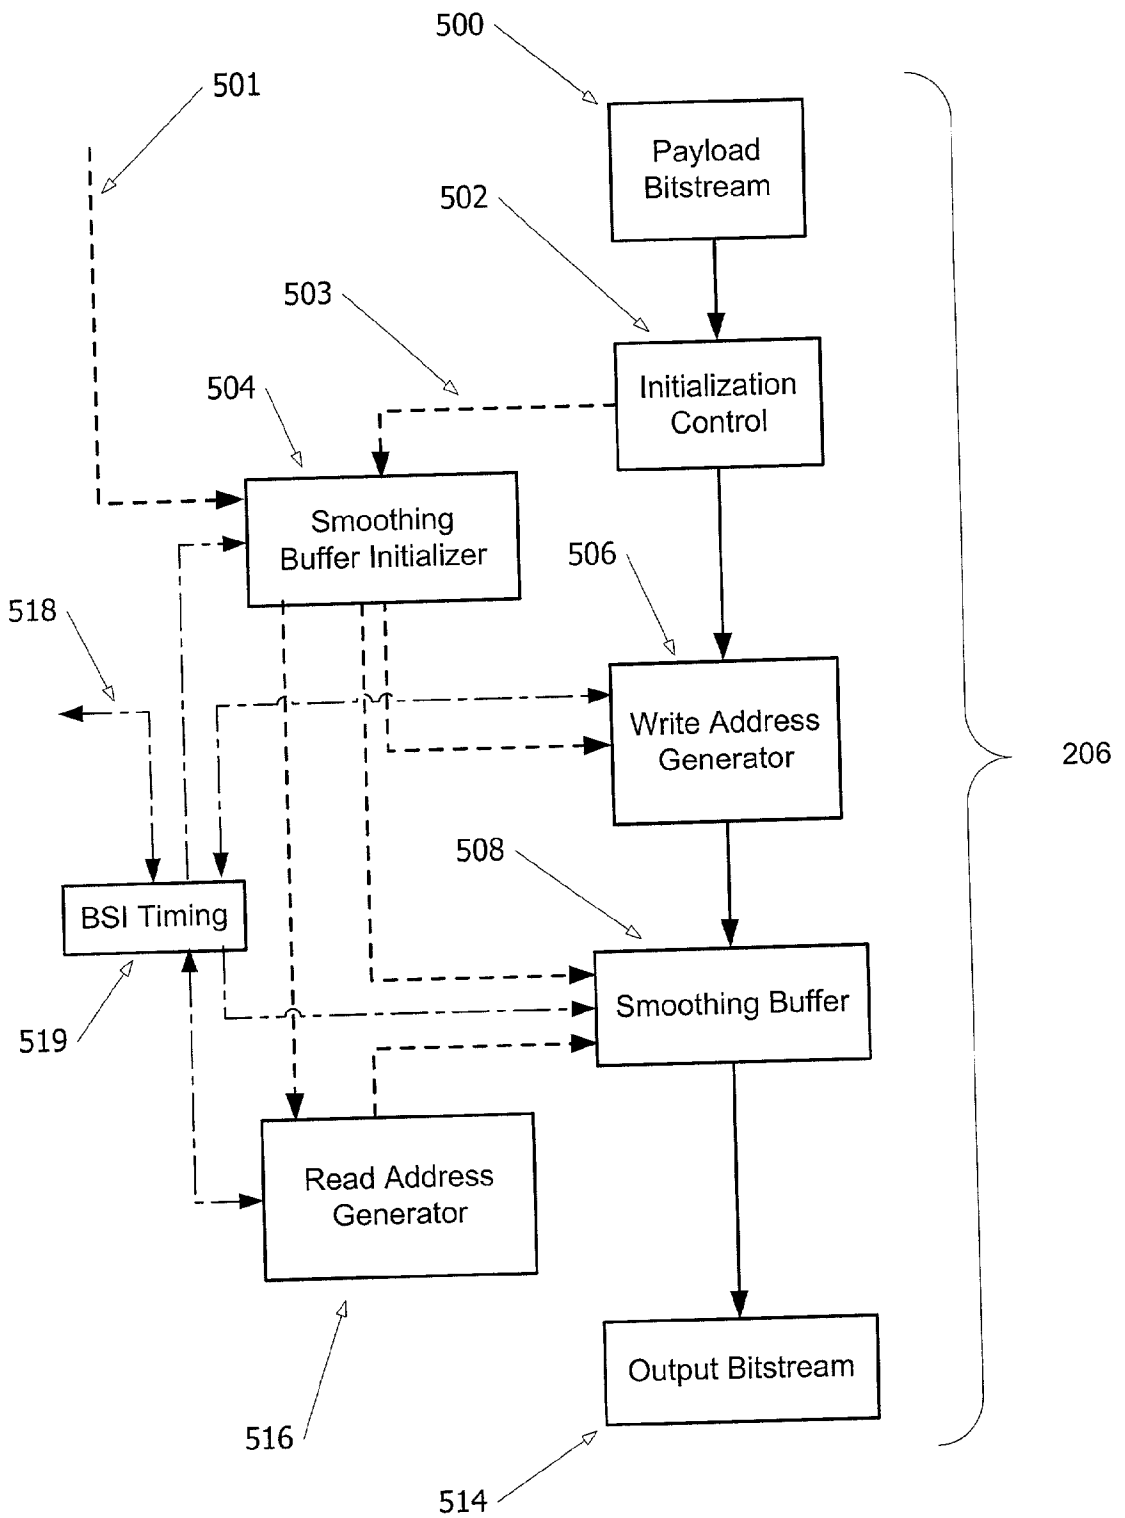 500
501
Payload
Bitstream
502
503
Initialization
Control
504
Smoothing
Buffer Initializer
506
518
Write Address
Generator
206
508
BSI Timing
Smoothing Buffer
519
Read Address
Generator
Output Bitstream
516
514